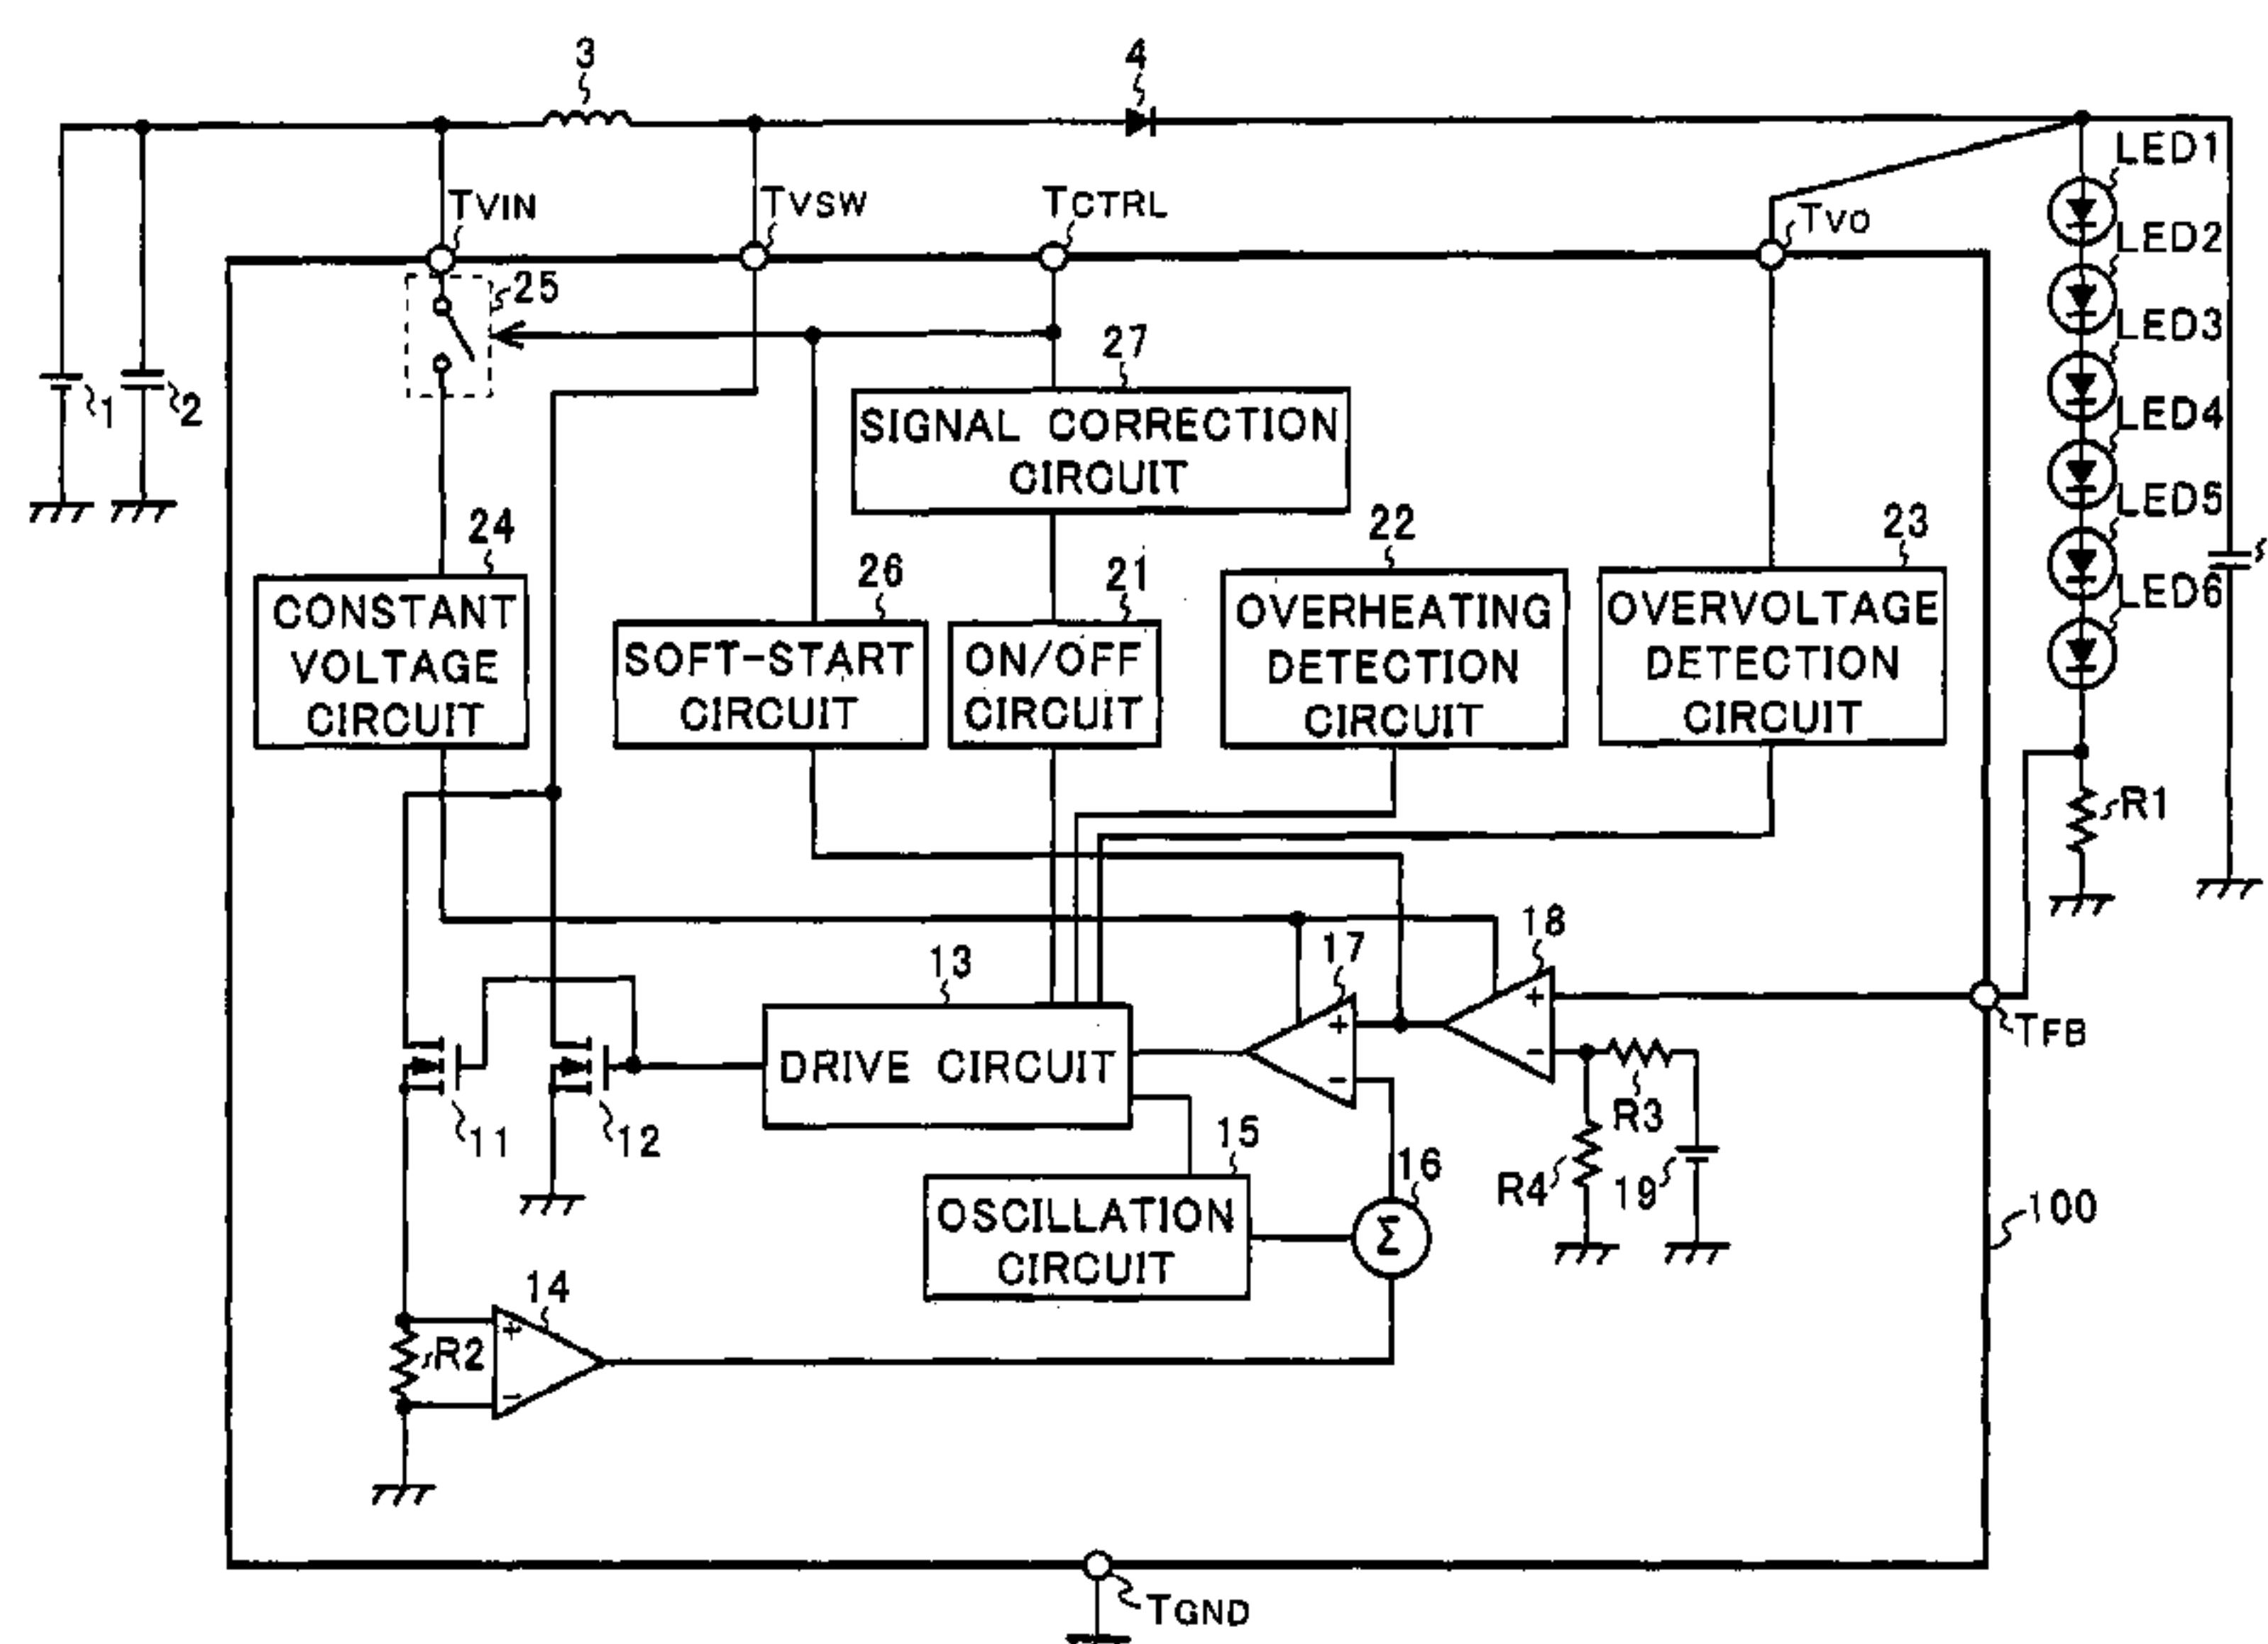 3
4
LED1
TVIN
TVSW
TCTRL
TVO
LED2
25
LED3
27
1
2
SIGNAL CORRECTION
CIRCUIT
LED4
LED5
24
26
21
22
23
LED6
CONSTANT
VOLTAGE
CIRCUIT
SOFT-START
CIRCUIT
ON/OFF
CIRCUIT
OVERHEATING
DETECTION
CIRCUIT
OVERVOLTAGE
DETECTION
CIRCUIT
R1
18
17
13
+
+
TFB
DRIVE CIRCUIT
-
-
R3
11
12
15
16
R4
19
OSCILLATION
CIRCUIT
Σ
100
14
+
R2
-
TGND